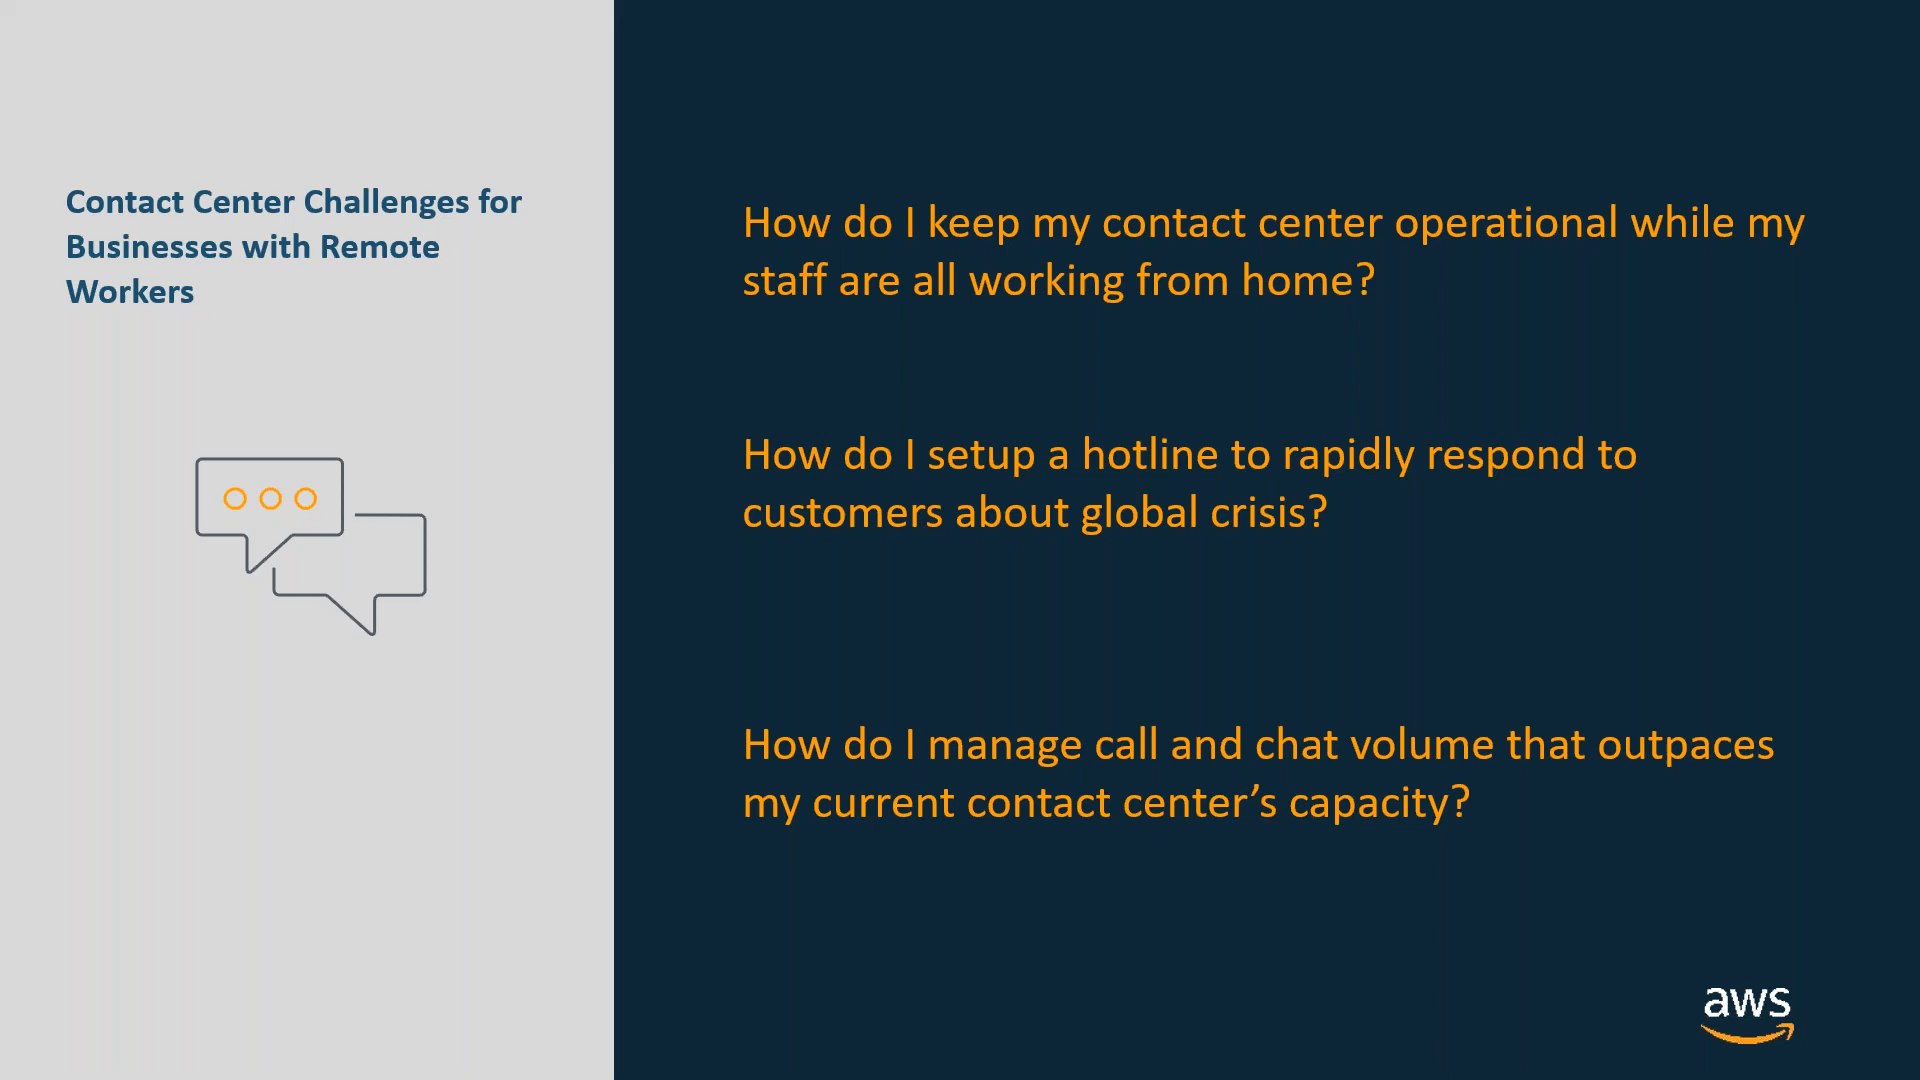 Contact Center Challenges for
Businesses with Remote
Workers
How do I keep my contact center operational while my
staff are all working from home?
How do I setup a hotline to rapidly respond to
customers about global crisis?
How do I manage call and chat volume that outpaces
my current contact center’s capacity?
aws